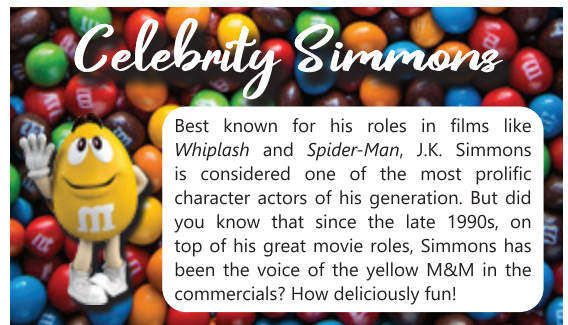 Celebrity Simmons
Best known for his roles in films like
Whiplash and Spider-Man, J.K. Simmons
is considered one of the most prolific
character actors of his generation. But did
you know that since the late 1990s, on
top of his great movie roles, Simmons has
been the voice of the yellow M&M in the
commercials? How deliciously fun!
m